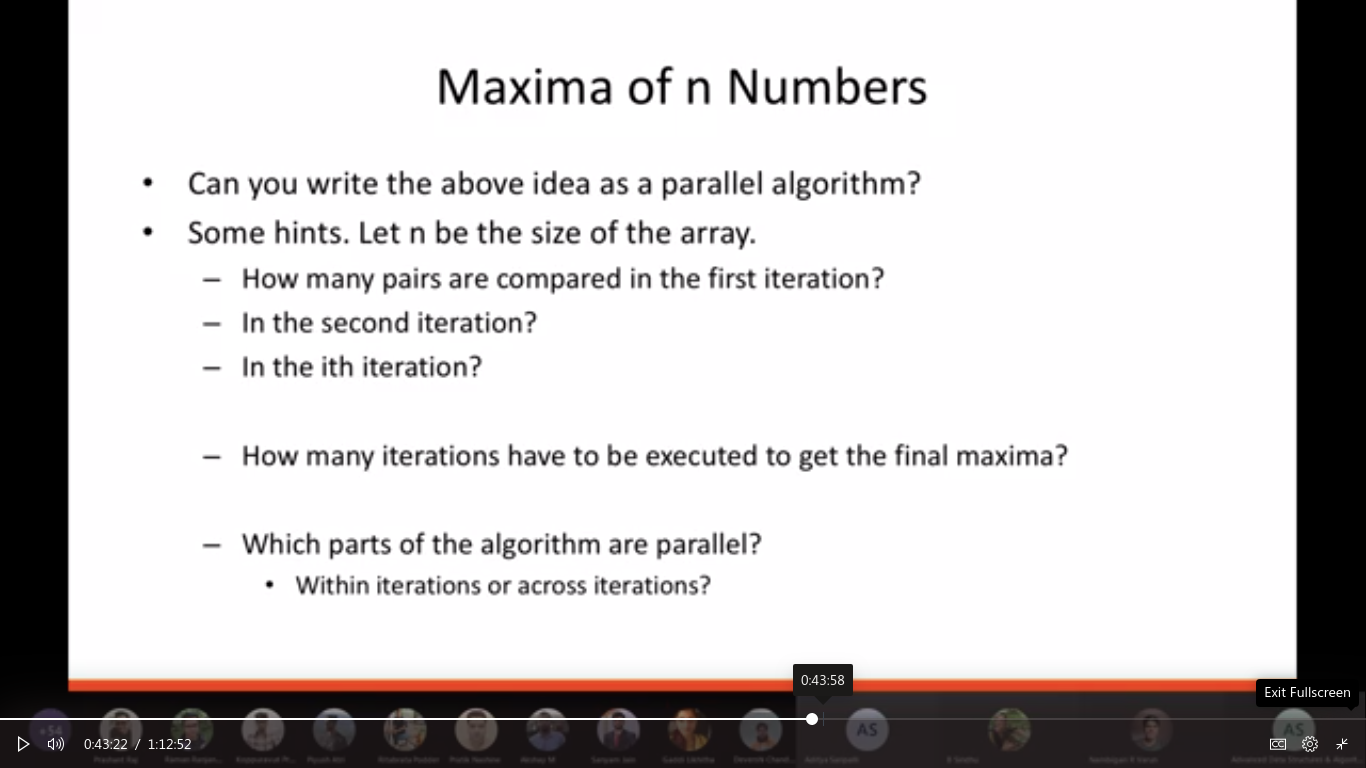 Maxima of n Numbers
• Can you write the above idea as a parallel algorithm?
• Some hints. Let n be the size of the array.
– How many pairs are compared in the first iteration?
– In the second iteration?
– In the ith iteration?
– How many iterations have to be executed to get the final maxima?
– Which parts of the algorithm are parallel?
• Within iterations or across iterations?
0:43:58
Exit Fullscreen
+54
AS
AS
0:43:22 / 1:12:52
CC